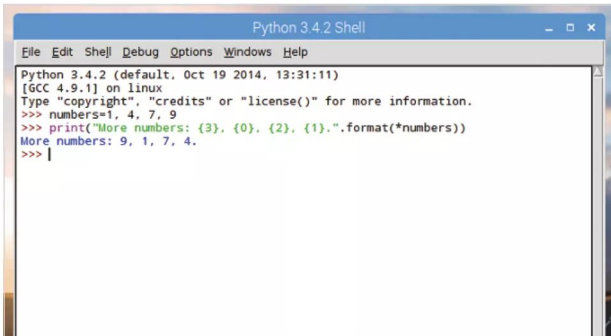 Python 3.4.2 Shell
File Edit Shell Debug Options Windows Help
Python 3.4.2 (default, Oct 19 2014, 13:31:11)
[GCC 4.9.1] on linux
Type "copyright", "credits" or "license()" for more information.
>>> numbers=1, 4, 7, 9
>>> print("More numbers: {3}, {0}, {2}, {1}.".format(*numbers))
More numbers: 9, 1, 7, 4.
>>>